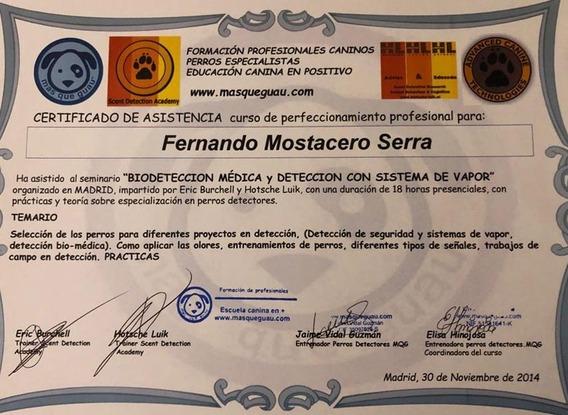 mas que guau
Scent Detection Academy
FORMACIÓN PROFESIONALES CANINOS
PERROS ESPECIALISTAS
EDUCACIÓN CANINA EN POSITIVO
www.masqueguau.com
ADVANCED CANINE
TECHNOLOGIES
CERTIFICADO DE ASISTENCIA curso de perfeccionamiento profesional para:
Fernando Mostacero Serra
Ha asistido al seminario "BIODETECCION MÉDICA y DETECCION CON SISTEMA DE VAPOR"
organizado en MADRID, impartido por Eric Burchell y Hotsche Luik, con una duración de 18 horas presenciales, con
prácticas y teoría sobre especialización en perros detectores.
TEMARIO
Selección de los perros para diferentes proyectos en detección, (Detección de seguridad y sistemas de vapor,
detección bio-médica). Como aplicar las olores, entrenamientos de perros, diferentes tipos de señales, trabajos de
campo en detección. PRACTICAS
Formación de profesionales
Escuela canina en +
www.masqueguau.com
Eric Burchell
Trainer Scent Detection
Academy
Hotsche Luik
Trainer Scent Detection
Academy
Jaime Vidal Guzmán
Entrenador Perros Detectores MQG
Elisa Hinojosa
Entrenadora perros detectores.MQG
Coordinadora del curso
Madrid, 30 de Noviembre de 2014